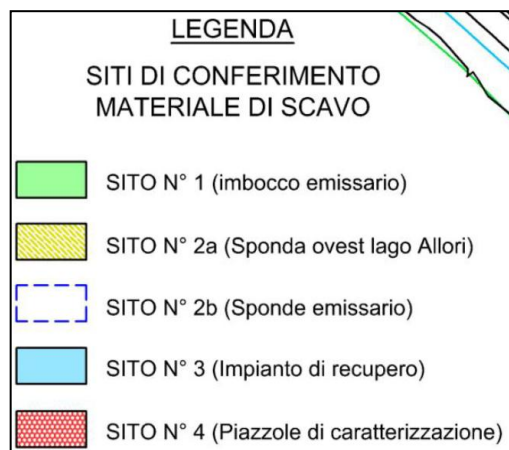 LEGENDA
SITI DI CONFERIMENTO
MATERIALE DI SCAVO
SITO N° 1 (imbocco emissario)
SITO N° 2a (Sponda ovest lago Allori)
SITO N° 2b (Sponde emissario)
SITO N° 3 (Impianto di recupero)
SITO N° 4 (Piazzole di caratterizzazione)